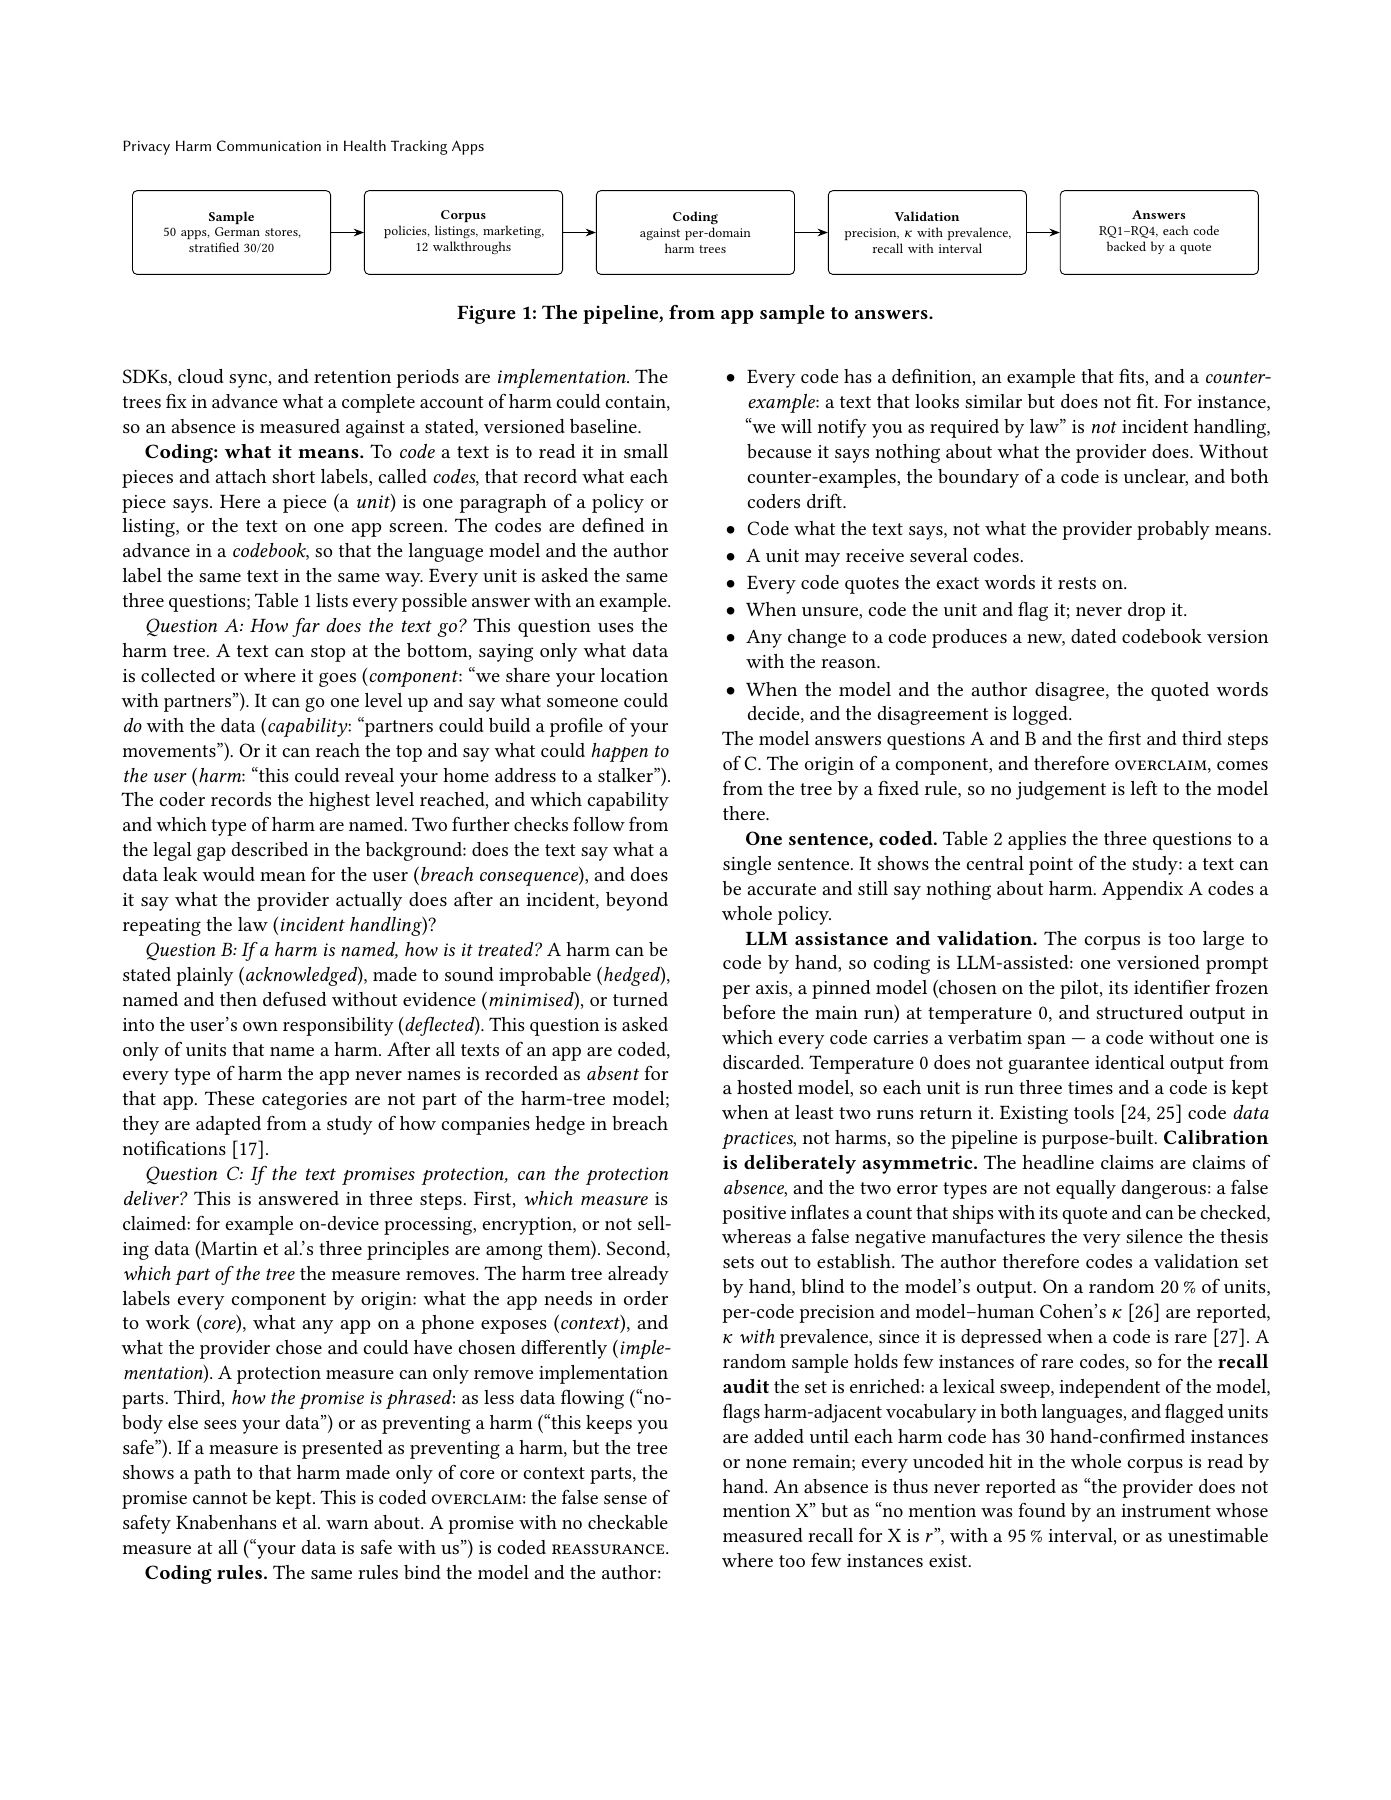 Privacy Harm Communication in Health Tracking Apps
Sample
50 apps, German stores,
stratified 30/20
Corpus
policies, listings, marketing,
12 walkthroughs
Coding
against per-domain
harm trees
Validation
precision, κ with prevalence,
recall with interval
Answers
RQ1–RQ4, each code
backed by a quote
Figure 1: The pipeline, from app sample to answers.
SDKs, cloud sync, and retention periods are implementation. The
trees fix in advance what a complete account of harm could contain,
so an absence is measured against a stated, versioned baseline.
Coding: what it means. To code a text is to read it in small
pieces and attach short labels, called codes, that record what each
piece says. Here a piece (a unit) is one paragraph of a policy or
listing, or the text on one app screen. The codes are defined in
advance in a codebook, so that the language model and the author
label the same text in the same way. Every unit is asked the same
three questions; Table 1 lists every possible answer with an example.
Question A: How far does the text go? This question uses the
harm tree. A text can stop at the bottom, saying only what data
is collected or where it goes (component: “we share your location
with partners”). It can go one level up and say what someone could
do with the data (capability: “partners could build a profile of your
movements”). Or it can reach the top and say what could happen to
the user (harm: “this could reveal your home address to a stalker”).
The coder records the highest level reached, and which capability
and which type of harm are named. Two further checks follow from
the legal gap described in the background: does the text say what a
data leak would mean for the user (breach consequence), and does
it say what the provider actually does after an incident, beyond
repeating the law (incident handling)?
Question B: If a harm is named, how is it treated? A harm can be
stated plainly (acknowledged), made to sound improbable (hedged),
named and then defused without evidence (minimised), or turned
into the user’s own responsibility (deflected). This question is asked
only of units that name a harm. After all texts of an app are coded,
every type of harm the app never names is recorded as absent for
that app. These categories are not part of the harm-tree model;
they are adapted from a study of how companies hedge in breach
notifications [17].
Question C: If the text promises protection, can the protection
deliver? This is answered in three steps. First, which measure is
claimed: for example on-device processing, encryption, or not sell-
ing data (Martin et al.’s three principles are among them). Second,
which part of the tree the measure removes. The harm tree already
labels every component by origin: what the app needs in order
to work (core), what any app on a phone exposes (context), and
what the provider chose and could have chosen differently (imple-
mentation). A protection measure can only remove implementation
parts. Third, how the promise is phrased: as less data flowing (“no-
body else sees your data”) or as preventing a harm (“this keeps you
safe”). If a measure is presented as preventing a harm, but the tree
shows a path to that harm made only of core or context parts, the
promise cannot be kept. This is coded OVERCLAIM: the false sense of
safety Knabenhans et al. warn about. A promise with no checkable
measure at all (“your data is safe with us”) is coded REASSURANCE.
Coding rules. The same rules bind the model and the author:
• Every code has a definition, an example that fits, and a counter-
example: a text that looks similar but does not fit. For instance,
“we will notify you as required by law” is not incident handling,
because it says nothing about what the provider does. Without
counter-examples, the boundary of a code is unclear, and both
coders drift.
• Code what the text says, not what the provider probably means.
• A unit may receive several codes.
• Every code quotes the exact words it rests on.
• When unsure, code the unit and flag it; never drop it.
• Any change to a code produces a new, dated codebook version
with the reason.
• When the model and the author disagree, the quoted words
decide, and the disagreement is logged.
The model answers questions A and B and the first and third steps
of C. The origin of a component, and therefore OVERCLAIM, comes
from the tree by a fixed rule, so no judgement is left to the model
there.
One sentence, coded. Table 2 applies the three questions to a
single sentence. It shows the central point of the study: a text can
be accurate and still say nothing about harm. Appendix A codes a
whole policy.
LLM assistance and validation. The corpus is too large to
code by hand, so coding is LLM-assisted: one versioned prompt
per axis, a pinned model (chosen on the pilot, its identifier frozen
before the main run) at temperature 0, and structured output in
which every code carries a verbatim span — a code without one is
discarded. Temperature 0 does not guarantee identical output from
a hosted model, so each unit is run three times and a code is kept
when at least two runs return it. Existing tools [24, 25] code data
practices, not harms, so the pipeline is purpose-built. Calibration
is deliberately asymmetric. The headline claims are claims of
absence, and the two error types are not equally dangerous: a false
positive inflates a count that ships with its quote and can be checked,
whereas a false negative manufactures the very silence the thesis
sets out to establish. The author therefore codes a validation set
by hand, blind to the model’s output. On a random 20 % of units,
per-code precision and model–human Cohen’s κ [26] are reported,
κ with prevalence, since it is depressed when a code is rare [27]. A
random sample holds few instances of rare codes, so for the recall
audit the set is enriched: a lexical sweep, independent of the model,
flags harm-adjacent vocabulary in both languages, and flagged units
are added until each harm code has 30 hand-confirmed instances
or none remain; every uncoded hit in the whole corpus is read by
hand. An absence is thus never reported as “the provider does not
mention X” but as “no mention was found by an instrument whose
measured recall for X is r”, with a 95 % interval, or as unestimable
where too few instances exist.